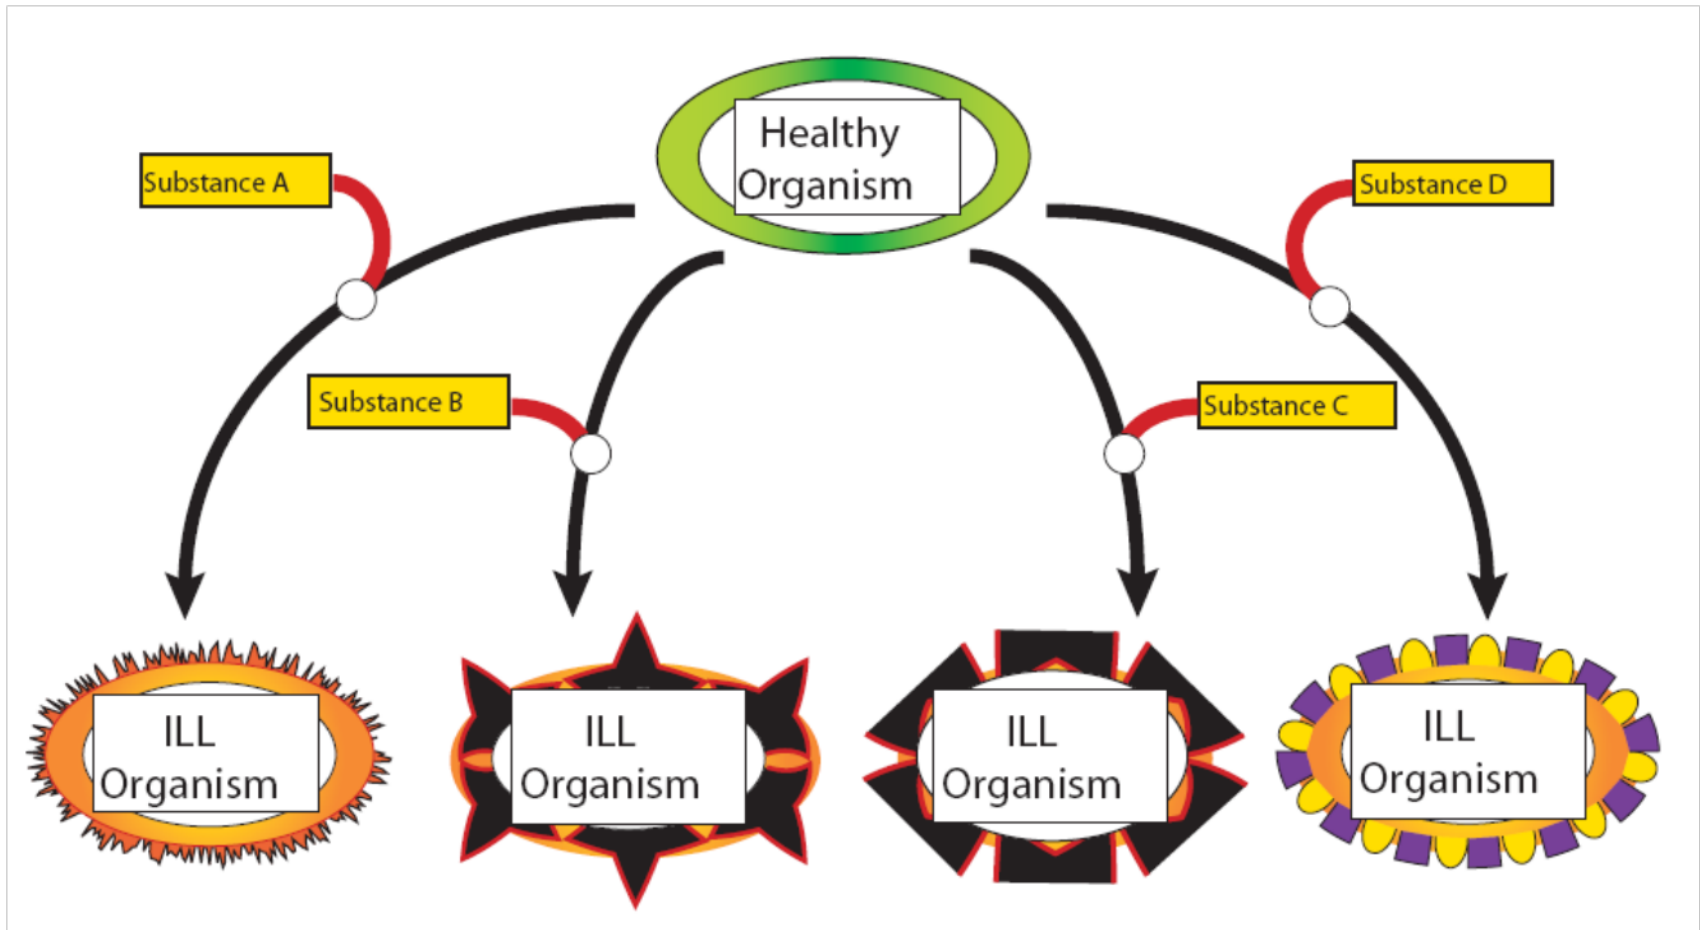 Healthy
Organism
Substance A
Substance D
Substance B
Substance C
ILL
Organism
ILL
Organism
ILL
Organism
ILL
Organism